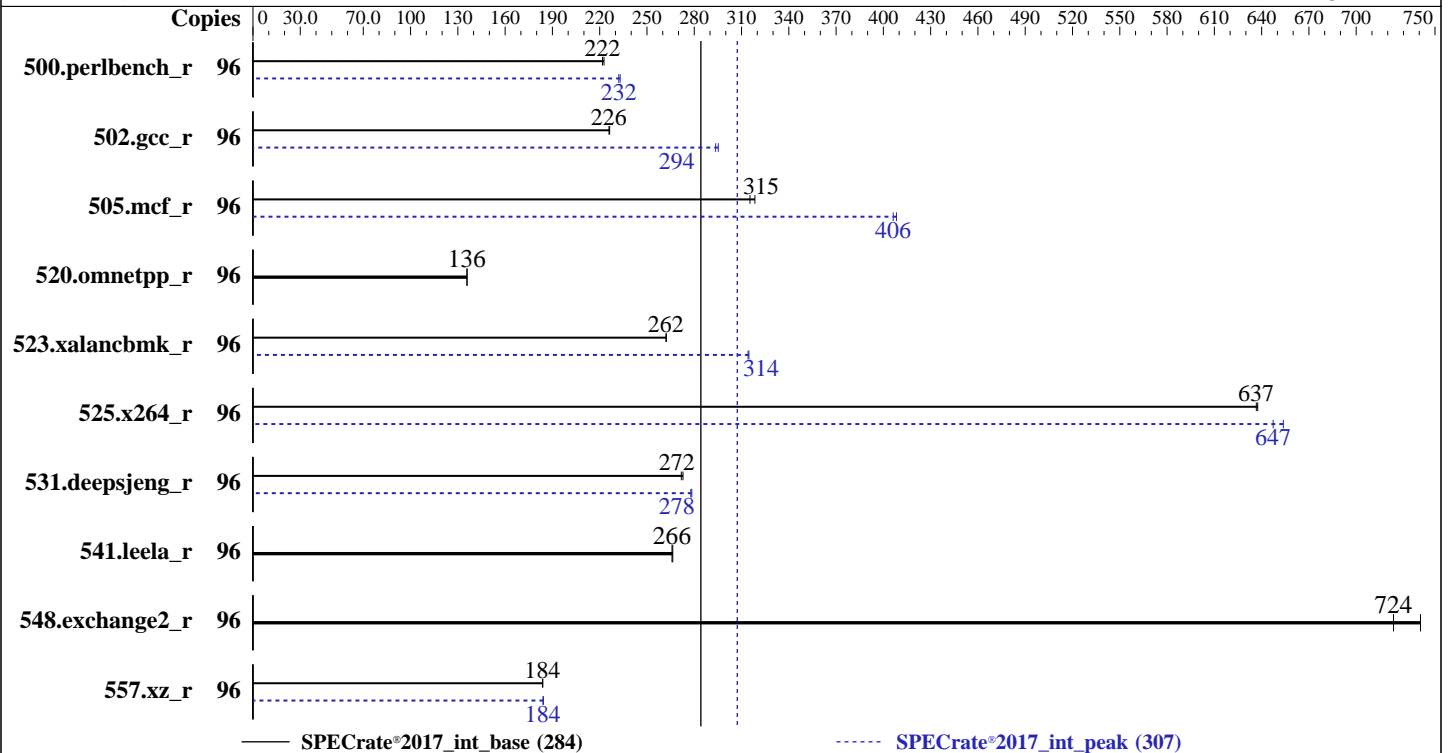 Copies 0 30.0 70.0 100 130 160 190 220 250 280 310 340 370 400 430 460 490 520 550 580 610 640 670 700 750
222
500.perlbench_r 96
232
226
502.gcc_r 96
294
315
505.mcf_r 96
406
136
520.omnetpp_r 96
262
523.xalancbmk_r 96
314
637
525.x264_r 96
647
272
531.deepsjeng_r 96
278
266
541.leela_r 96
724
548.exchange2_r 96
184
557.xz_r 96
184
SPECrate®2017_int_base (284) SPECrate®2017_int_peak (307)